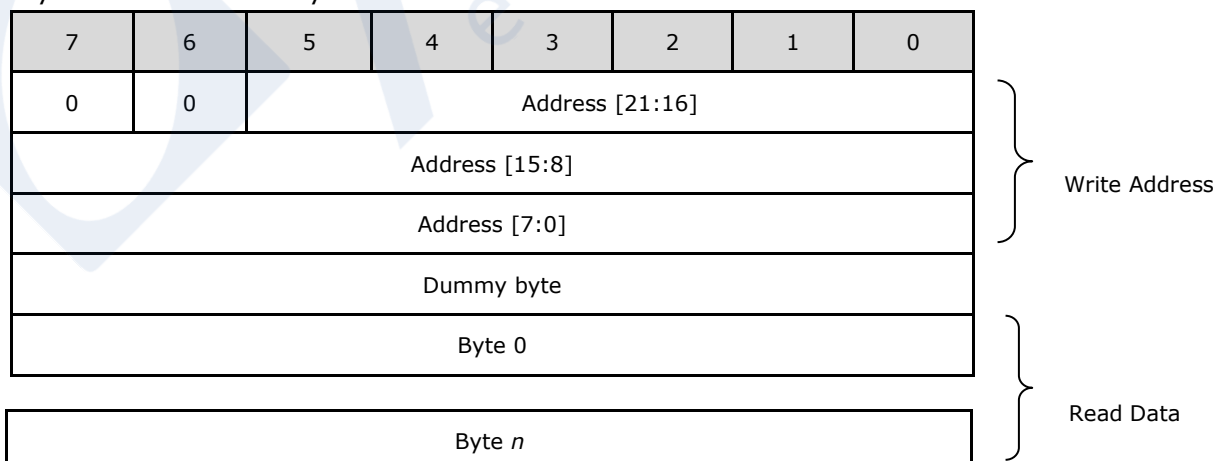 7 6 5 4 3 2 1 0
0 0 Address [21:16]
Address [15:8]
Write Address
Address [7:0]
Dummy byte
Byte 0
Read Data
Byte n